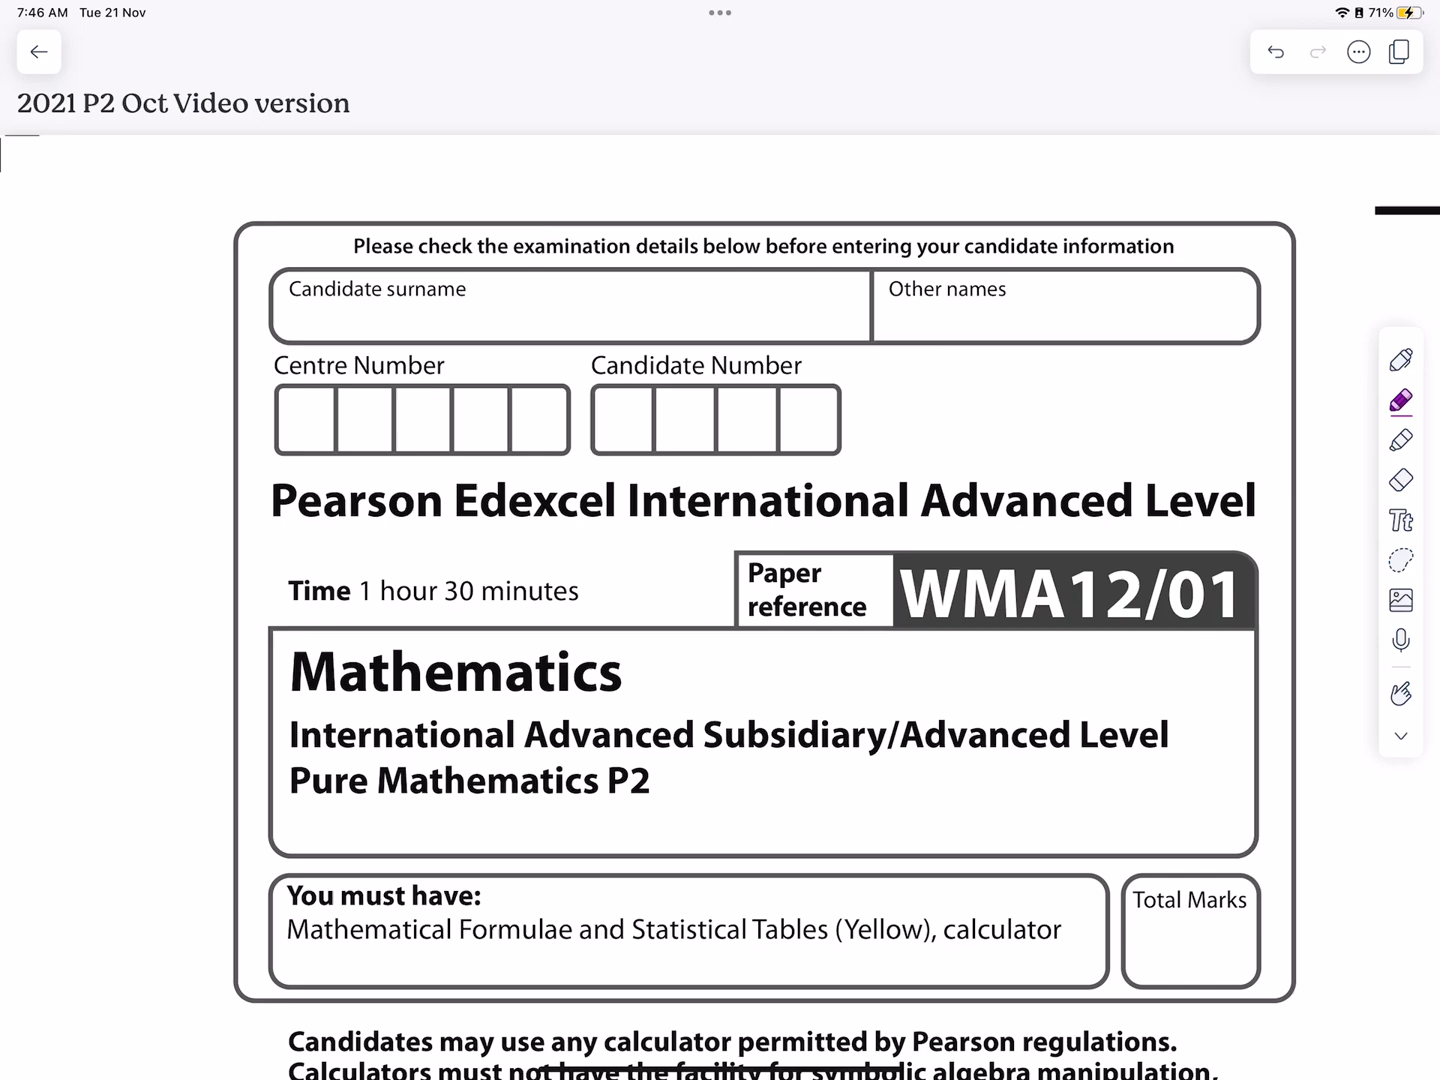 7:46 AM Tue 21 Nov
71%
2021 P2 Oct Video version
Please check the examination details below before entering your candidate information
Candidate surname
Other names
Centre Number
Candidate Number
Pearson Edexcel International Advanced Level
Time 1 hour 30 minutes
Paper
reference
WMA12/01
Mathematics
International Advanced Subsidiary/Advanced Level
Pure Mathematics P2
You must have:
Mathematical Formulae and Statistical Tables (Yellow), calculator
Total Marks
Candidates may use any calculator permitted by Pearson regulations.
Calculators must not have the facility for symbolic algebra manipulation,
Tt